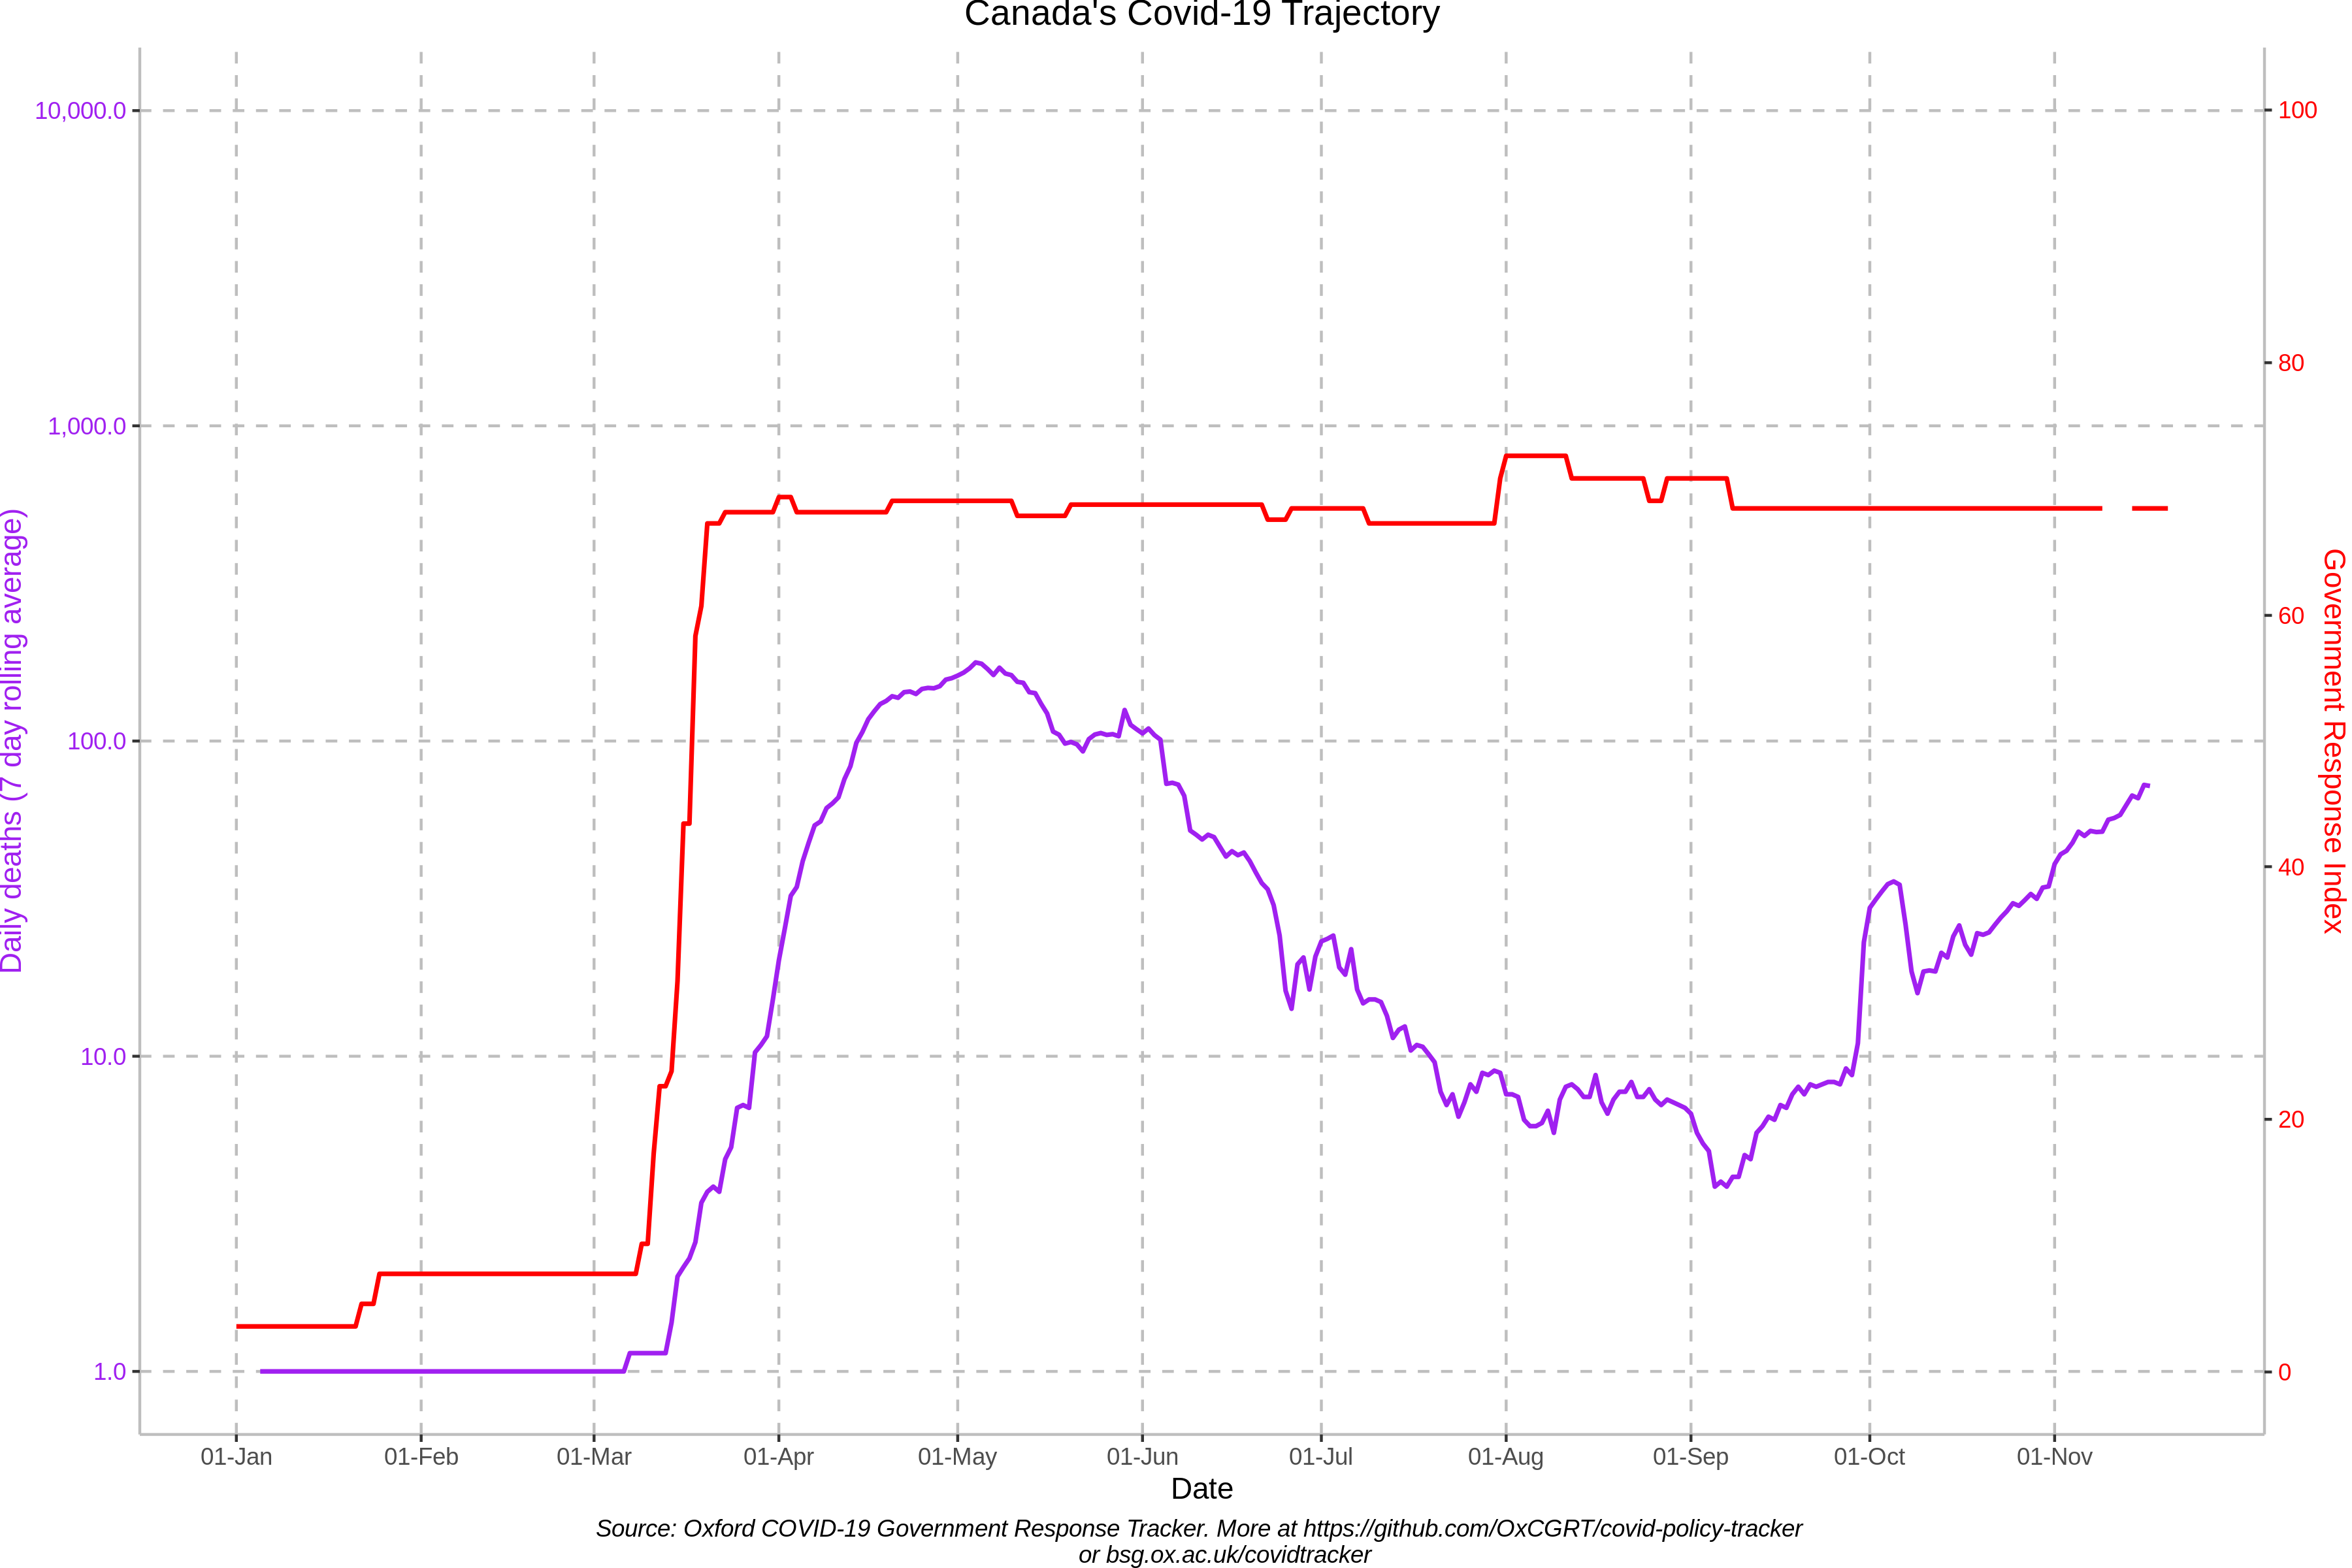 Canada's Covid-19 Trajectory
10,000.0
1,000.0
100.0
10.0
1.0
Daily deaths (7 day rolling average)
100
80
60
40
20
0
Government Response Index
01-Jan 01-Feb 01-Mar 01-Apr 01-May 01-Jun 01-Jul 01-Aug 01-Sep 01-Oct 01-Nov
Date
Source: Oxford COVID-19 Government Response Tracker. More at https://github.com/OxCGRT/covid-policy-tracker
or bsg.ox.ac.uk/covidtracker